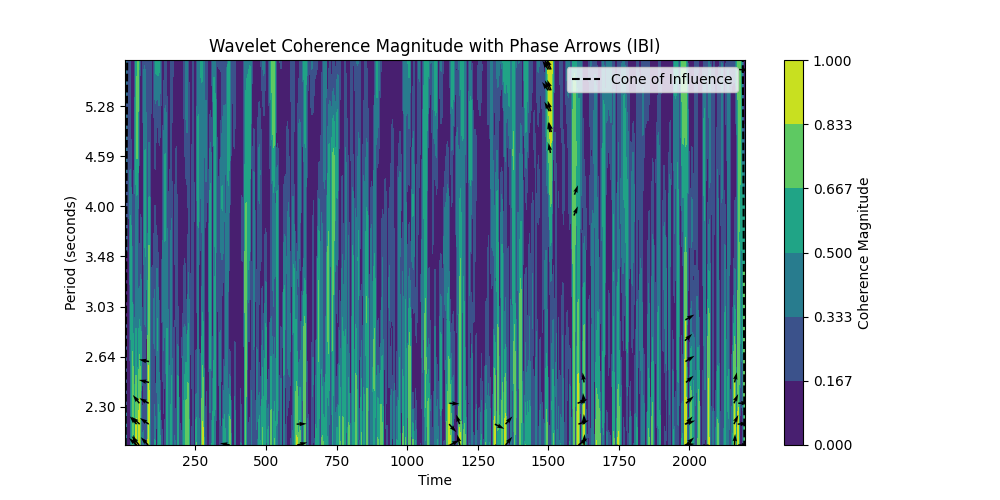 Wavelet Coherence Magnitude with Phase Arrows (IBI)
Cone of Influence
Period (seconds)
5.28
4.59
4.00
3.48
3.03
2.64
2.30
250 500 750 1000 1250 1500 1750 2000
Time
1.000
0.833
0.667
0.500
0.333
0.167
0.000
Coherence Magnitude